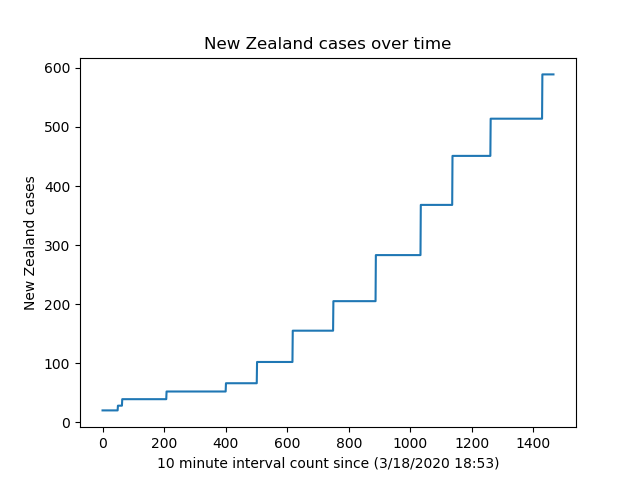 New Zealand cases over time
600
500
400
300
200
100
0
New Zealand cases
0 200 400 600 800 1000 1200 1400
10 minute interval count since (3/18/2020 18:53)